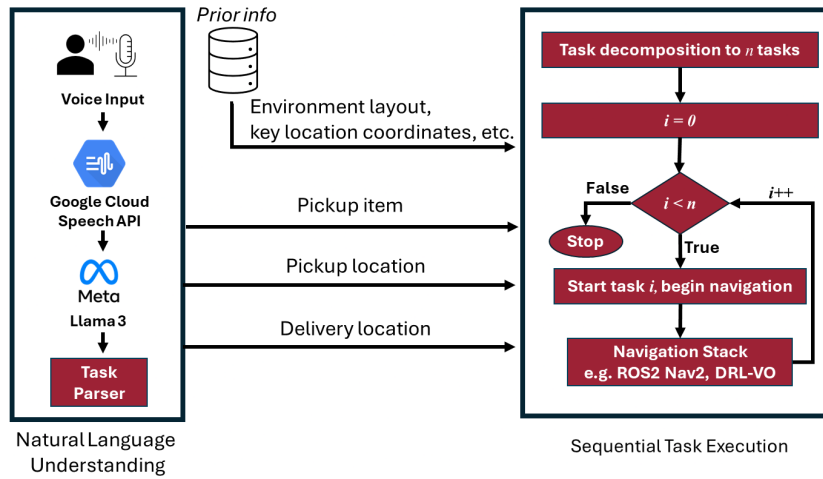 Voice Input
Google Cloud
Speech API
Meta
Llama 3
Task
Parser
Natural Language
Understanding
Prior info
Environment layout,
key location coordinates, etc.
Pickup item
Pickup location
Delivery location
Task decomposition to n tasks
i = 0
i < n
False
i++
Stop
True
Start task i, begin navigation
Navigation Stack
e.g. ROS2 Nav2, DRL-VO
Sequential Task Execution